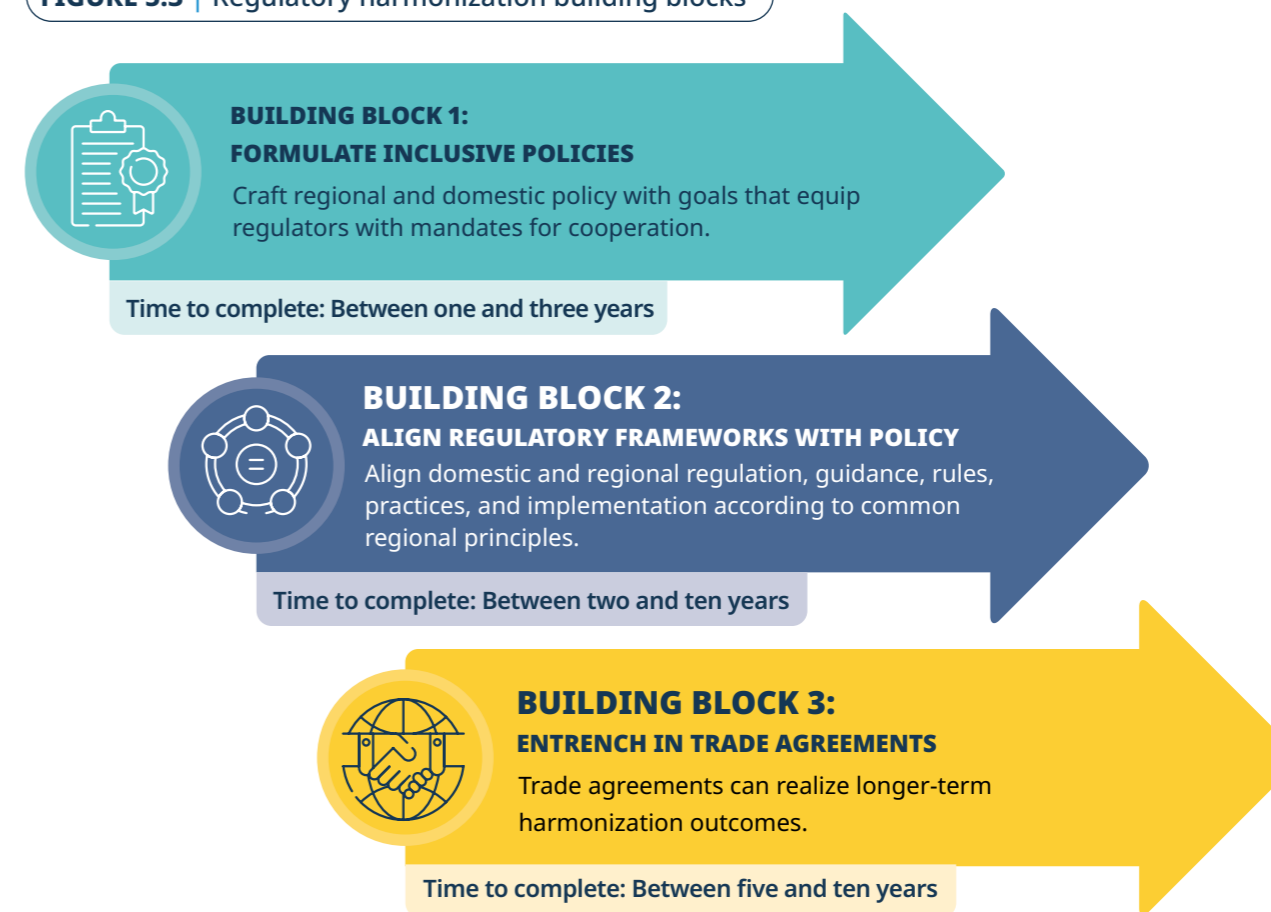 FIGURE 3.3 | Regulatory harmonization building blocks
BUILDING BLOCK 1:
FORMULATE INCLUSIVE POLICIES
Craft regional and domestic policy with goals that equip
regulators with mandates for cooperation.
Time to complete: Between one and three years
BUILDING BLOCK 2:
ALIGN REGULATORY FRAMEWORKS WITH POLICY
Align domestic and regional regulation, guidance, rules,
practices, and implementation according to common
regional principles.
Time to complete: Between two and ten years
BUILDING BLOCK 3:
ENTRENCH IN TRADE AGREEMENTS
Trade agreements can realize longer-term
harmonization outcomes.
Time to complete: Between five and ten years